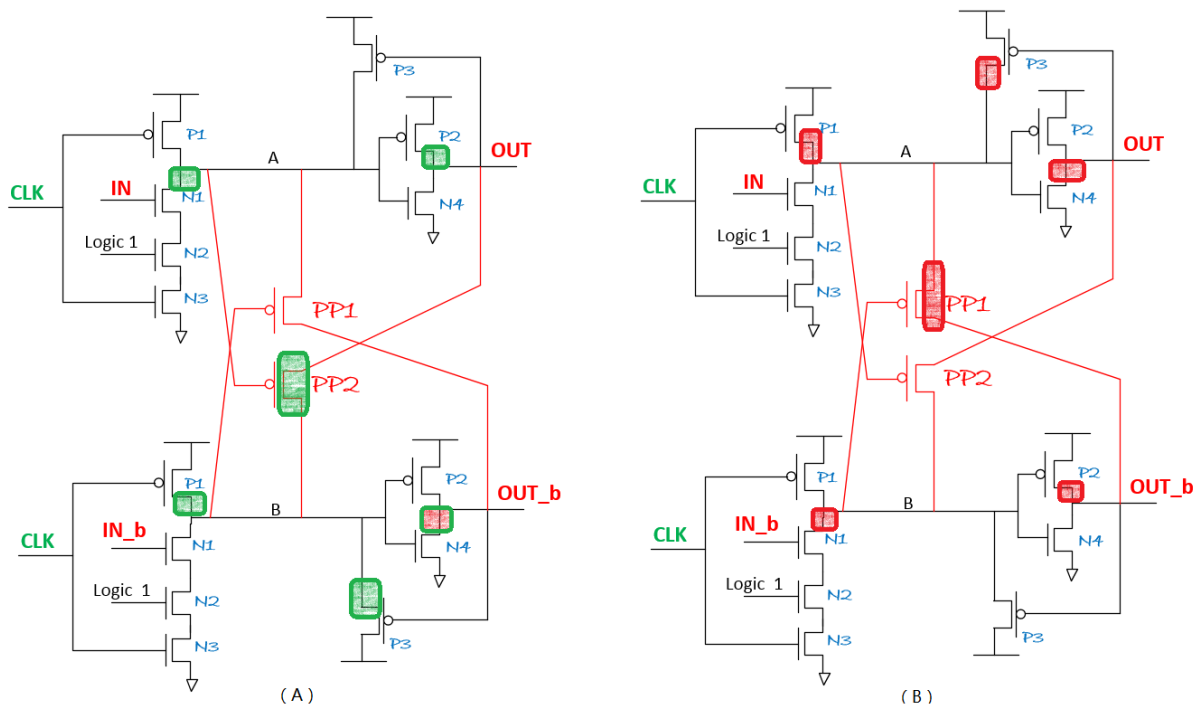 P3
P1
P2
OUT
A
CLK
IN
N1
N4
Logic 1
N2
N3
PP1
PP2
P1
P2
OUT_b
B
IN_b
N1
N4
CLK
Logic 1
N2
N3
P3
(A)
P3
P1
P2
OUT
A
CLK
IN
N1
N4
Logic 1
N2
N3
PP1
PP2
P1
P2
OUT_b
B
IN_b
N1
N4
CLK
Logic 1
N2
N3
P3
(B)